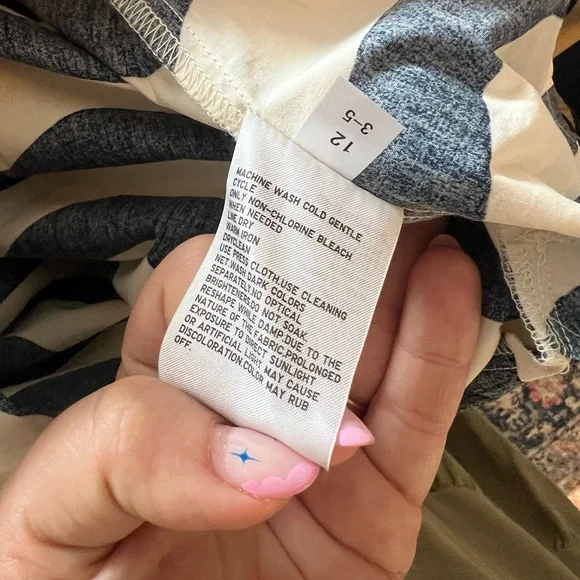 12
3-5
MACHINE WASH COLD GENTLE
CYCLE
ONLY NON-CHLORINE BLEACH
WHEN NEEDED
LINE DRY
WARM IRON
DRYCLEAN
USE PRESS CLOTH.USE CLEANING
NET.WASH DARK COLORS
SEPARATELY.NO OPTICAL
BRIGHTENERS.DO NOT SOAK.
RESHAPE WHILE DAMP.DUE TO THE
NATURE OF THE FABRIC,PROLONGED
EXPOSURE TO DIRECT SUNLIGHT
OR ARTIFICIAL LIGHT MAY CAUSE
DISCOLORATION.COLOR MAY RUB
OFF.